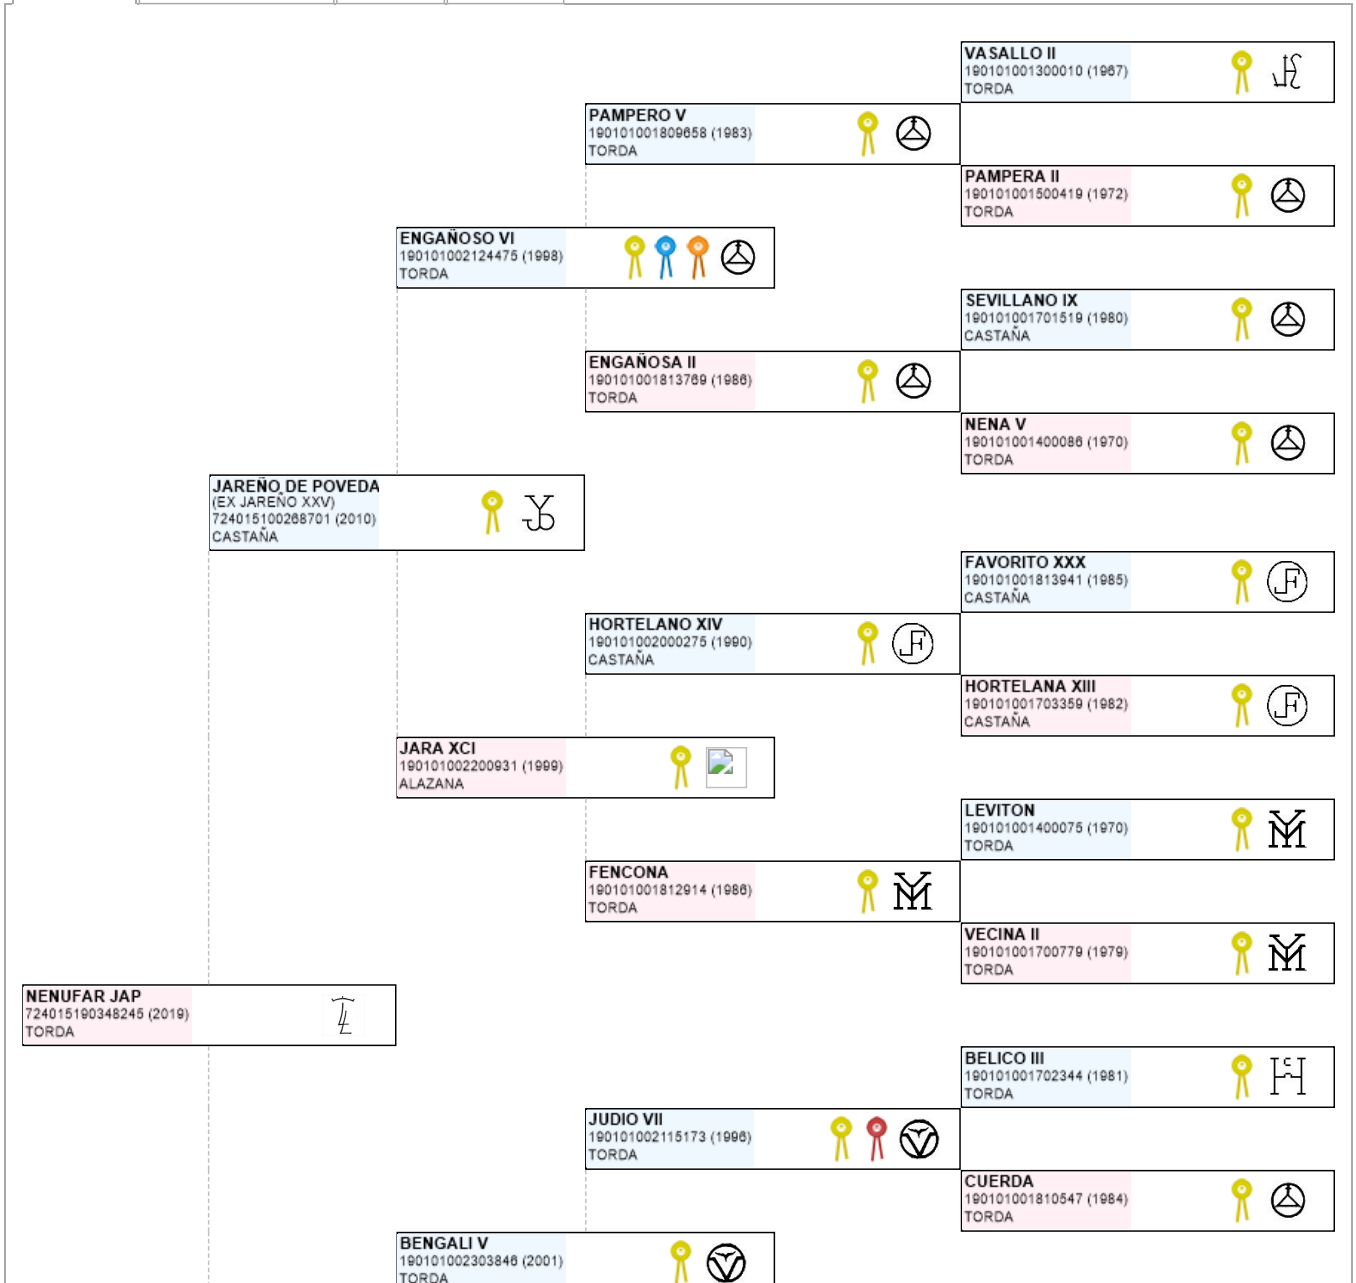 VASALLO II
190101001300010 (1967)
TORDA
PAMPERO V
190101001809658 (1983)
TORDA
PAMPERA II
190101001500419 (1972)
TORDA
ENGAÑOSO VI
190101002124475 (1998)
TORDA
SEVILLANO IX
190101001701519 (1980)
CASTAÑA
ENGAÑOSA II
190101001813769 (1986)
TORDA
NENA V
190101001400086 (1970)
TORDA
JAREÑO DE POVEDA
(EX JAREÑO XXV)
724015100268701 (2010)
CASTAÑA
FAVORITO XXX
190101001813941 (1985)
CASTAÑA
HORTELANO XIV
190101002000275 (1990)
CASTAÑA
HORTELANA XIII
190101001703359 (1982)
CASTAÑA
JARA XCI
190101002200931 (1999)
ALAZANA
LEVITON
190101001400075 (1970)
TORDA
FENCONA
190101001812914 (1986)
TORDA
VECINA II
190101001700779 (1979)
TORDA
NENUFAR JAP
724015190348245 (2019)
TORDA
BELICO III
190101001702344 (1981)
TORDA
JUDIO VII
190101002115173 (1996)
TORDA
CUERDA
190101001810547 (1984)
TORDA
BENGALI V
190101002303846 (2001)
TORDA